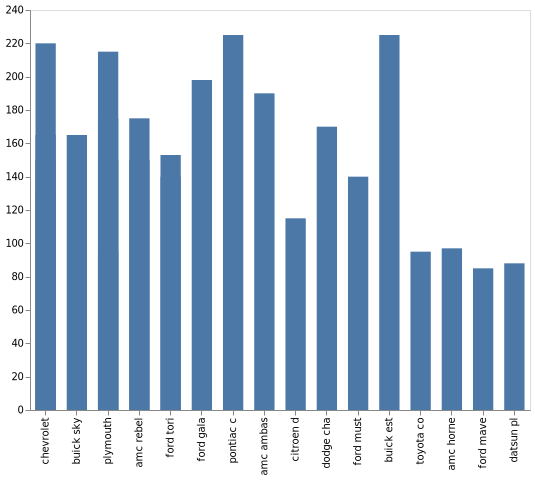 240
220
200
180
160
140
120
100
80
60
40
20
0
chevrolet
buick sky
plymouth
amc rebel
ford tori
ford gala
pontiac c
amc ambas
citroen d
dodge cha
ford must
buick est
toyota co
amc horne
ford mave
datsun pl